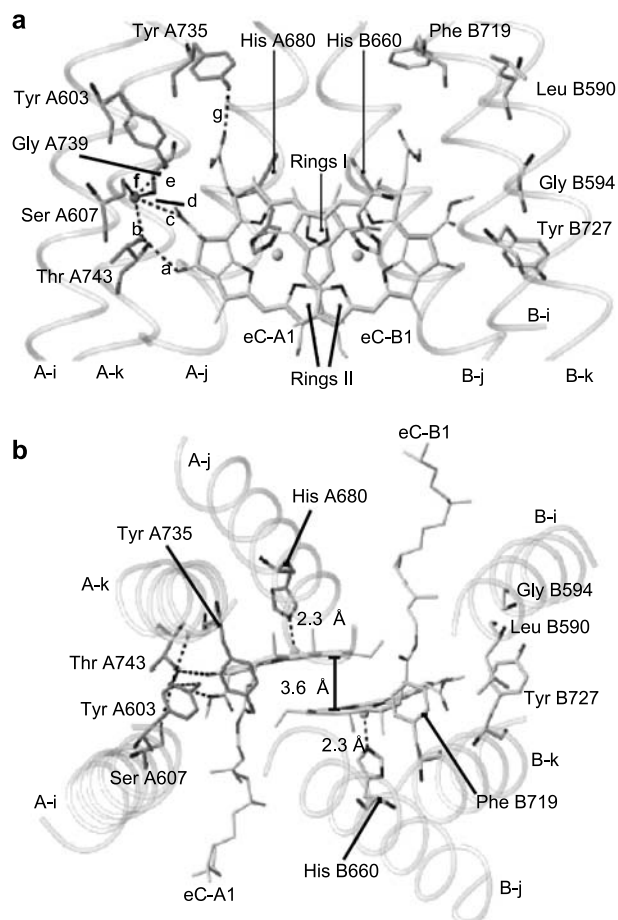 a
Tyr A735
His A680
His B660
Phe B719
Leu B590
Tyr A603
g
Gly A739
Rings I
f
e
d
Gly B594
Ser A607
c
b
Tyr B727
a
Thr A743
B-i
eC-A1
eC-B1
A-i
A-k
A-j
Rings II
B-j
B-k
b
eC-B1
A-j
His A680
B-i
Tyr A735
A-k
Gly B594
2.3 Å
Leu B590
Thr A743
3.6 Å
Tyr B727
Tyr A603
2.3 Å
Ser A607
B-k
A-i
Phe B719
His B660
eC-A1
B-j